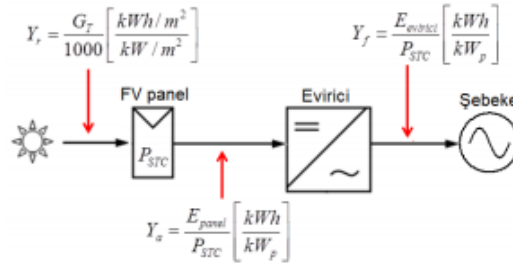 Y_r = G_T/1000 [kWh/m²/kW/m²]
Y_f = E_evirici/P_STC [kWh/kW_p]
FV panel
Evirici
Şebeke
P_STC
Y_a = E_panel/P_STC [kWh/kW_p]